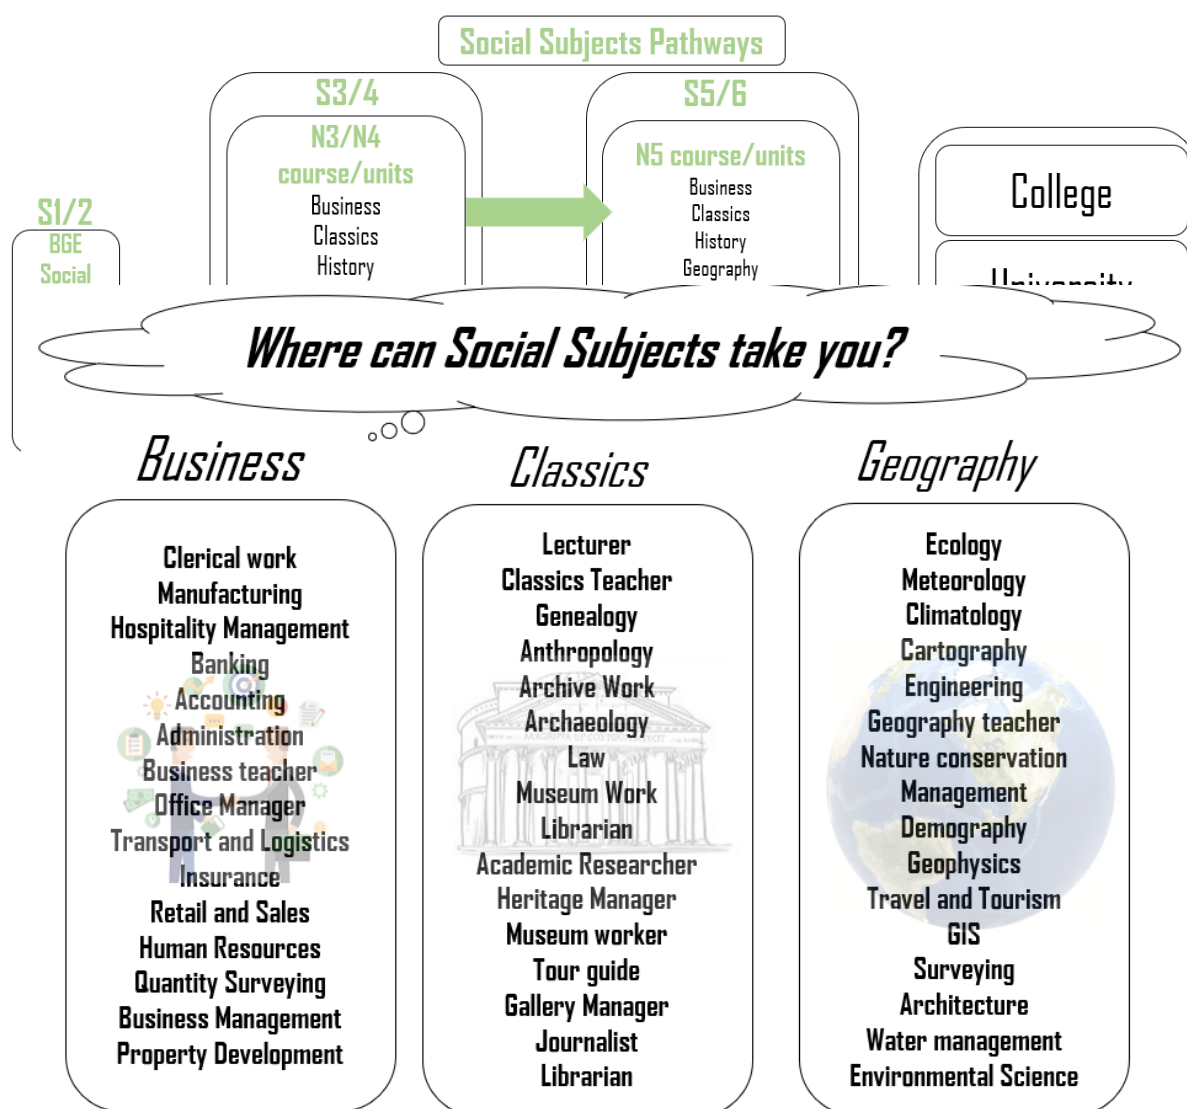 Social Subjects Pathways
S1/2
BGE
Social
S3/4
N3/N4
course/units
Business
Classics
History
S5/6
N5 course/units
Business
Classics
History
Geography
College
University
Where can Social Subjects take you?
Business
Clerical work
Manufacturing
Hospitality Management
Banking
Accounting
Administration
Business teacher
Office Manager
Transport and Logistics
Insurance
Retail and Sales
Human Resources
Quantity Surveying
Business Management
Property Development
Classics
Lecturer
Classics Teacher
Genealogy
Anthropology
Archive Work
Archaeology
Law
Museum Work
Librarian
Academic Researcher
Heritage Manager
Museum worker
Tour guide
Gallery Manager
Journalist
Librarian
Geography
Ecology
Meteorology
Climatology
Cartography
Engineering
Geography teacher
Nature conservation
Management
Demography
Geophysics
Travel and Tourism
GIS
Surveying
Architecture
Water management
Environmental Science